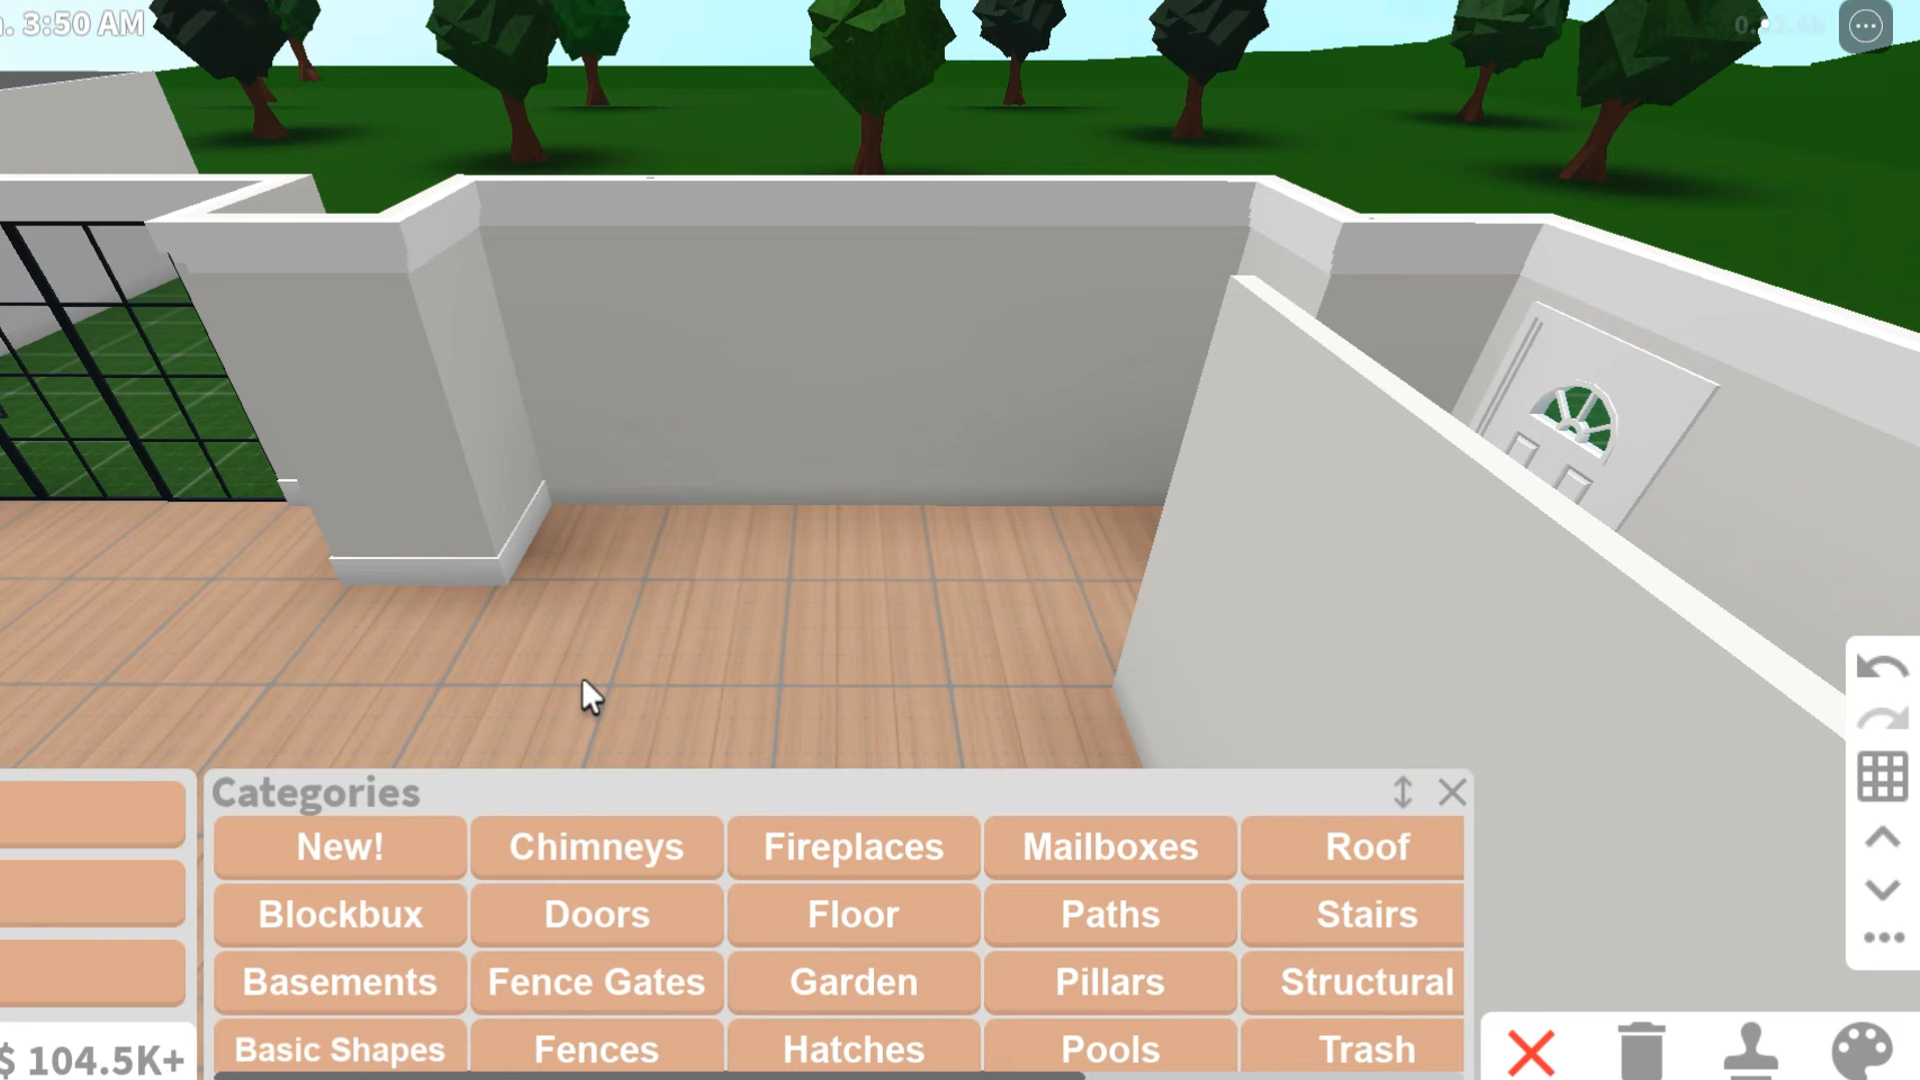 . 3:50 AM
Categories
New! Chimneys Fireplaces Mailboxes Roof
Blockbux Doors Floor Paths Stairs
Basements Fence Gates Garden Pillars Structural
Basic Shapes Fences Hatches Pools Trash
$ 104.5K+